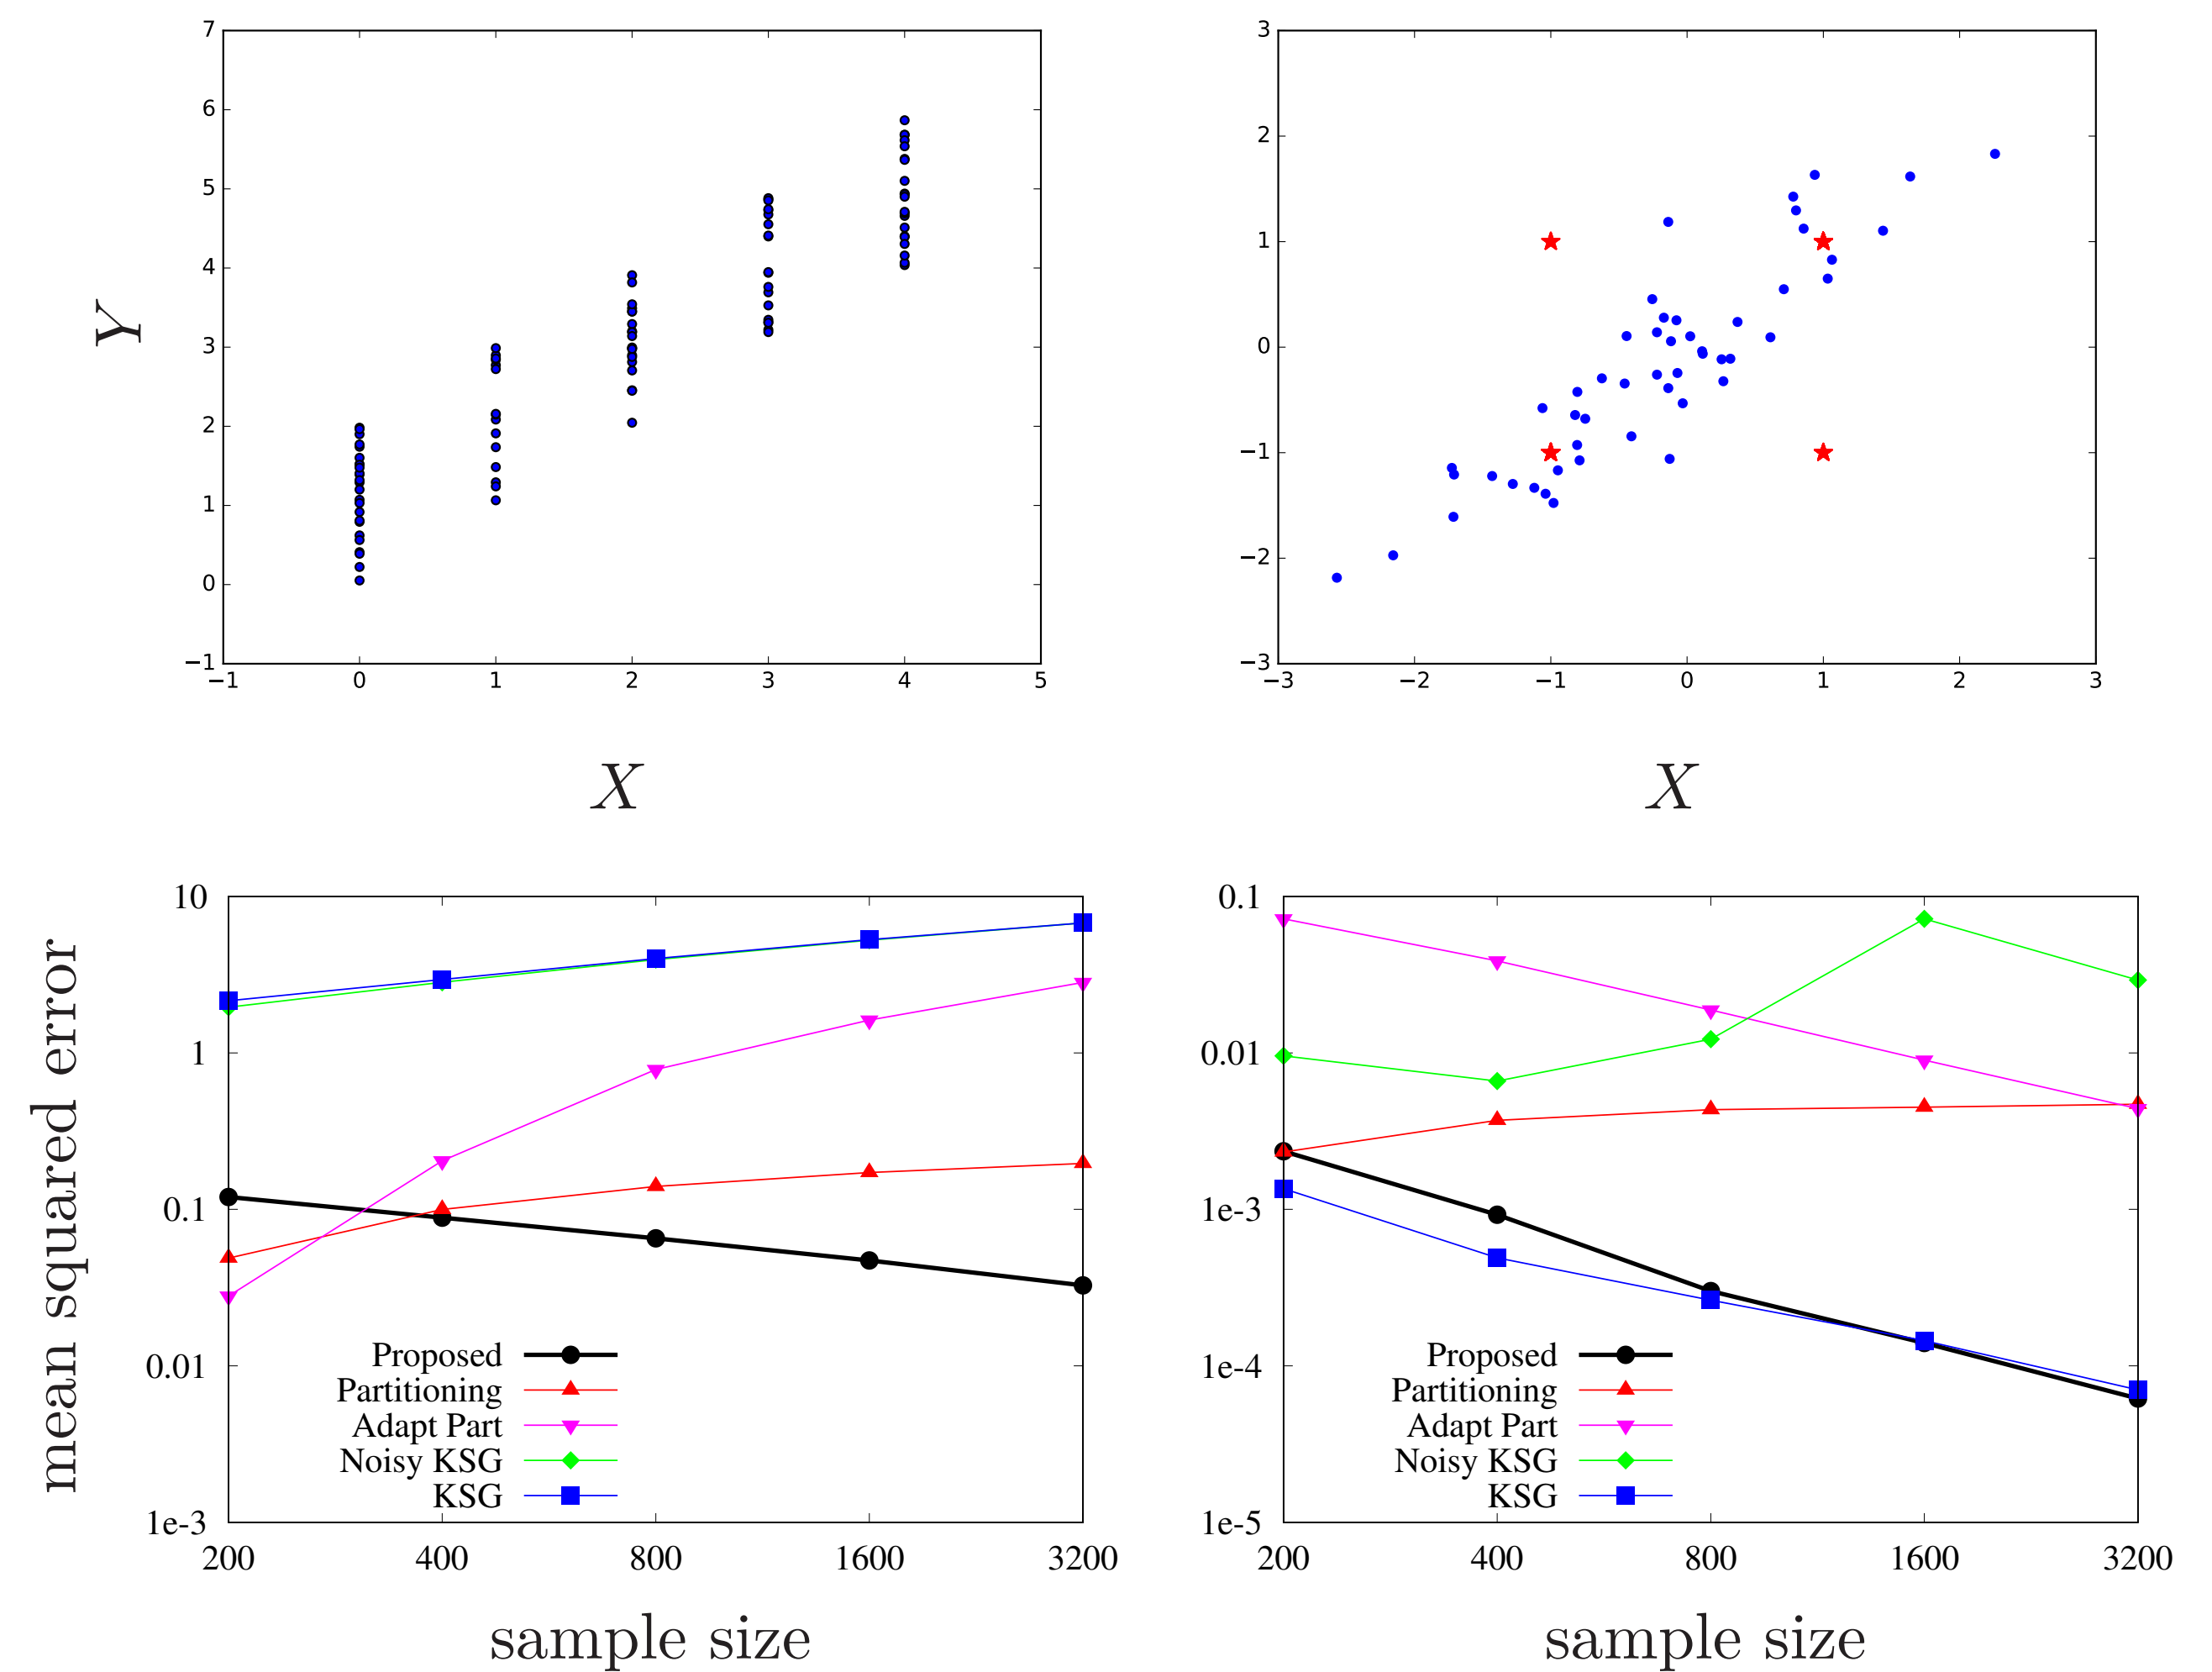 7
6
5
4
3
2
1
0
−1
−1 0 1 2 3 4 5
Y
X
3
2
1
0
−1
−2
−3
−3 −2 −1 0 1 2 3
X
mean squared error
10
1
0.1
0.01
1e-3
Proposed
Partitioning
Adapt Part
Noisy KSG
KSG
200 400 800 1600 3200
sample size
0.1
0.01
1e-3
1e-4
1e-5
Proposed
Partitioning
Adapt Part
Noisy KSG
KSG
200 400 800 1600 3200
sample size